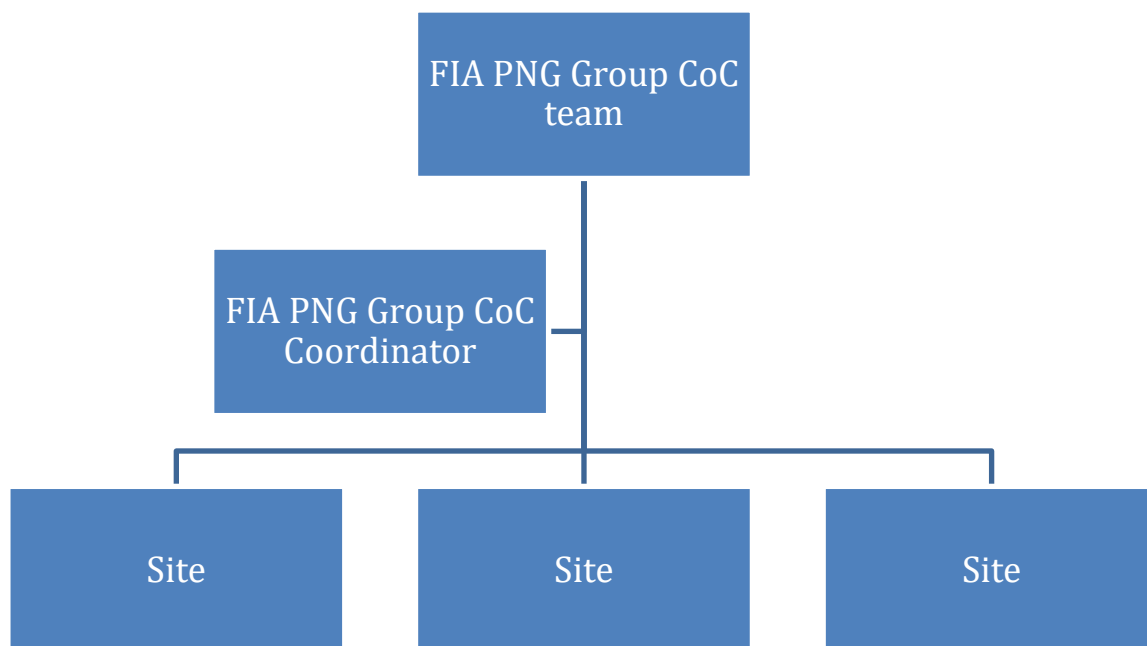 FIA PNG Group CoC
team
FIA PNG Group CoC
Coordinator
Site
Site
Site